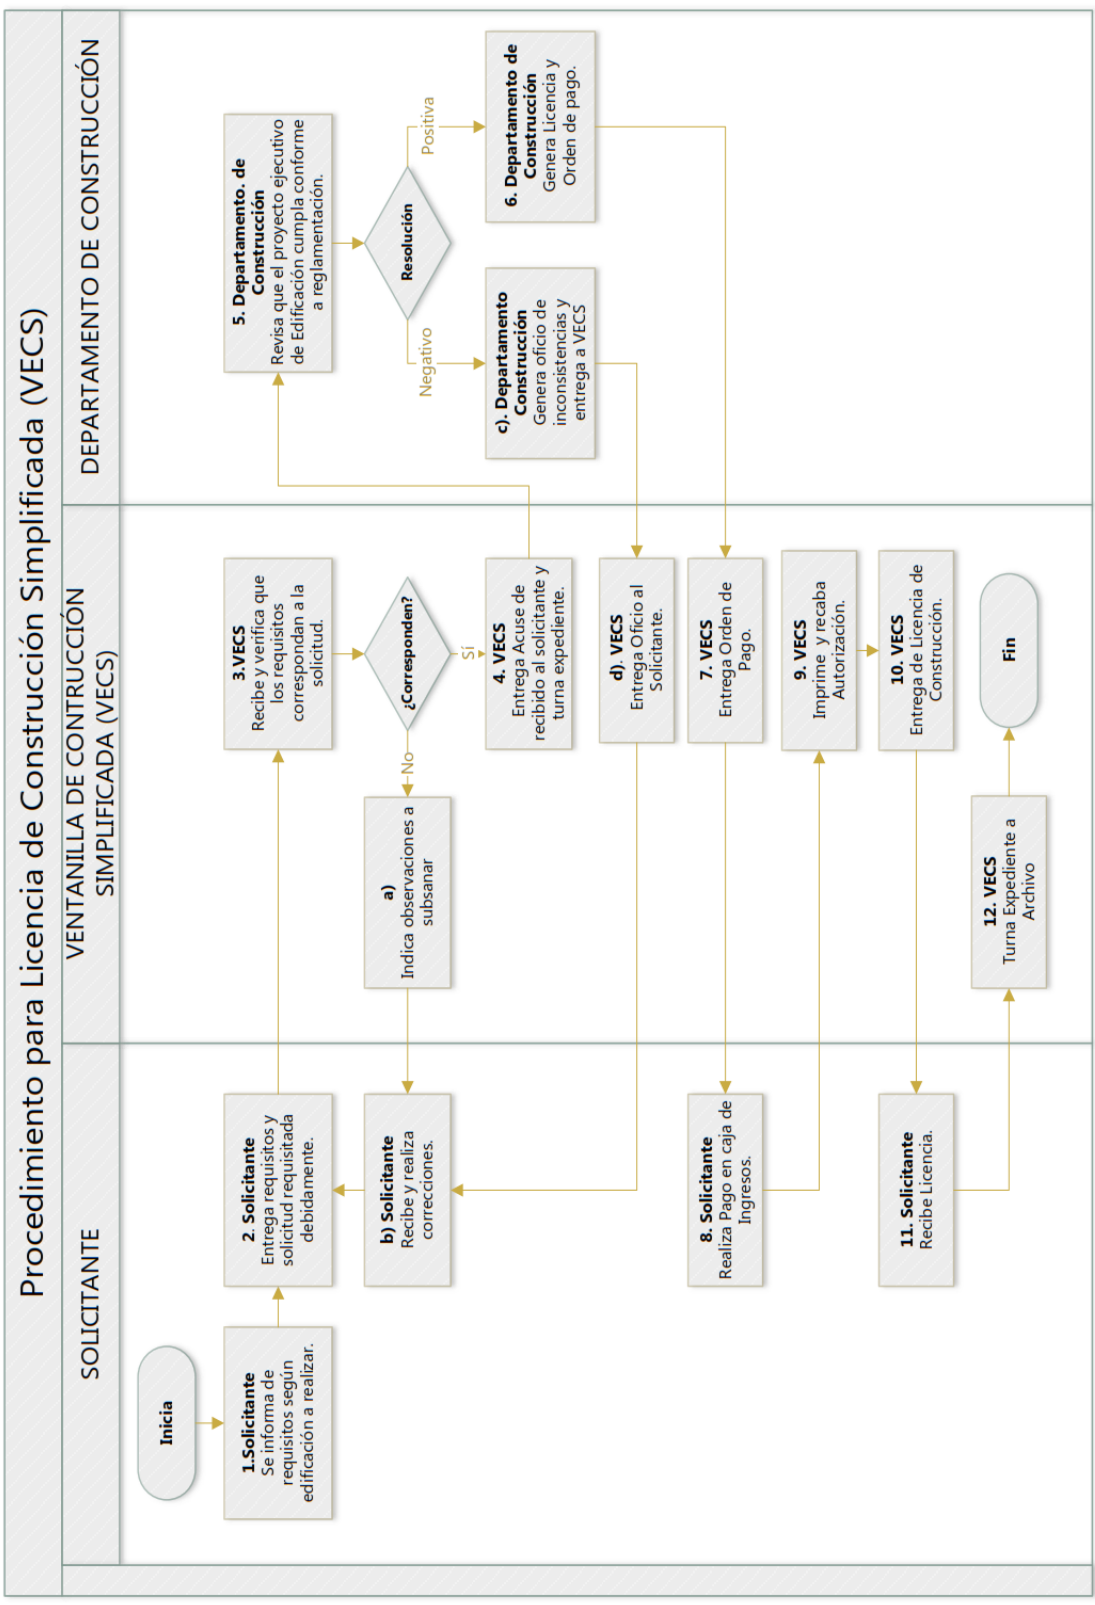 Procedimiento para Licencia de Construcción Simplificada (VECS)
SOLICITANTE
VENTANILLA DE CONTRUCCIÓN
SIMPLIFICADA (VECS)
DEPARTAMENTO DE CONSTRUCCIÓN
Inicia
1.Solicitante
Se informa de
requisitos según
edificación a realizar.
2. Solicitante
Entrega requisitos y
solicitud requisitada
debidamente.
3.VECS
Recibe y verifica que
los requisitos
correspondan a la
solicitud.
¿Corresponden?
No
Sí
a)
Indica observaciones a
subsanar
b) Solicitante
Recibe y realiza
correcciones.
4. VECS
Entrega Acuse de
recibido al solicitante y
turna expediente.
5. Departamento. de
Construcción
Revisa que el proyecto ejecutivo
de Edificación cumpla conforme
a reglamentación.
Resolución
Negativo
Positiva
c). Departamento
Construcción
Genera oficio de
inconsistencias y
entrega a VECS
6. Departamento de
Construcción
Genera Licencia y
Orden de pago.
d). VECS
Entrega Oficio al
Solicitante.
7. VECS
Entrega Orden de
Pago.
8. Solicitante
Realiza Pago en caja de
Ingresos.
9. VECS
Imprime y recaba
Autorización.
10. VECS
Entrega de Licencia de
Construcción.
11. Solicitante
Recibe Licencia.
12. VECS
Turna Expediente a
Archivo
Fin